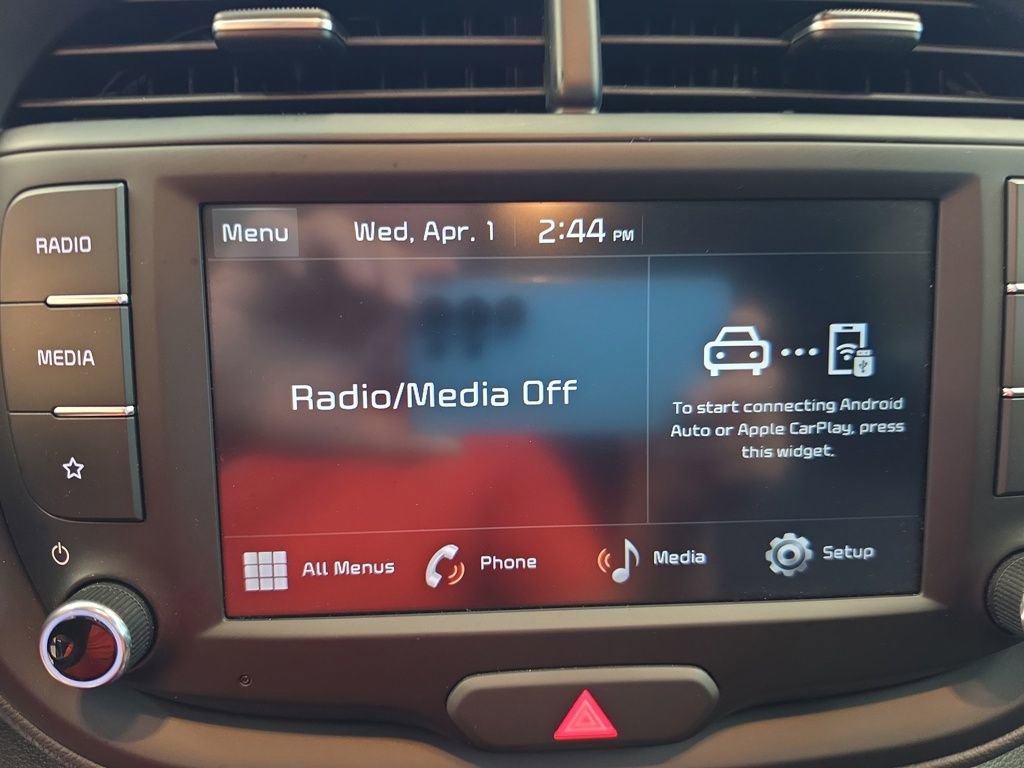 Menu
Wed, Apr. 1
2:44 PM
RADIO
MEDIA
Radio/Media Off
To start connecting Android
Auto or Apple CarPlay, press
this widget.
All Menus
Phone
Media
Setup